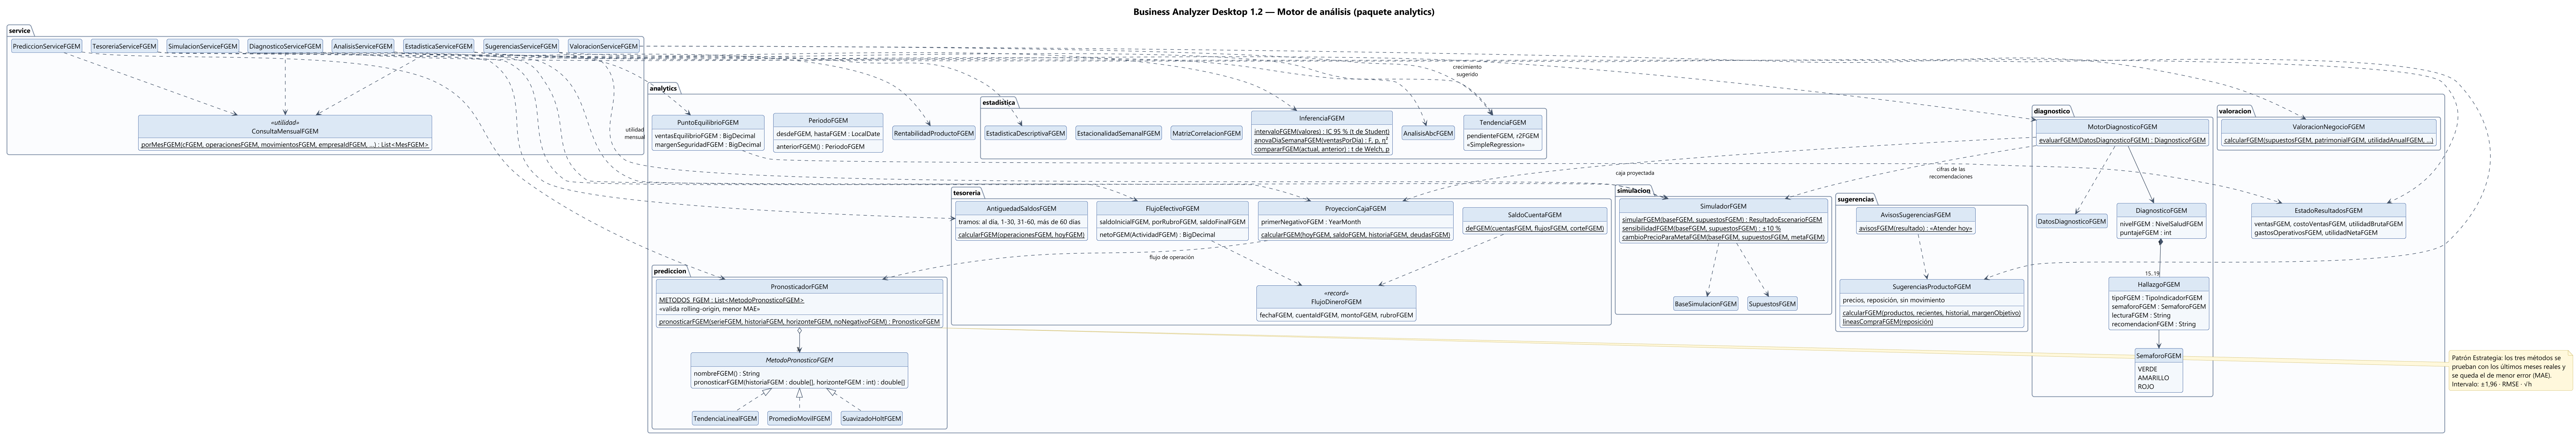 Business Analyzer Desktop 1.2 — Motor de análisis (paquete analytics)
service
PrediccionServiceFGEM
TesoreriaServiceFGEM
SimulacionServiceFGEM
DiagnosticoServiceFGEM
AnalisisServiceFGEM
EstadisticaServiceFGEM
SugerenciasServiceFGEM
ValoracionServiceFGEM
«utilidad»
ConsultaMensualFGEM
porMesFGEM(cFGEM, operacionesFGEM, movimientosFGEM, empresaIdFGEM, ...) : List<MesFGEM>
utilidad
mensual
crecimiento
sugerido
analytics
PuntoEquilibrioFGEM
ventasEquilibrioFGEM : BigDecimal
margenSeguridadFGEM : BigDecimal
PeriodoFGEM
desdeFGEM, hastaFGEM : LocalDate
anteriorFGEM() : PeriodoFGEM
RentabilidadProductoFGEM
estadistica
EstadisticaDescriptivaFGEM
EstacionalidadSemanalFGEM
MatrizCorrelacionFGEM
InferenciaFGEM
intervaloFGEM(valores) : IC 95 % (t de Student)
anovaDiaSemanaFGEM(ventasPorDia) : F, p, η²
compararFGEM(actual, anterior) : t de Welch, p
AnalisisAbcFGEM
TendenciaFGEM
pendienteFGEM, r2FGEM
«SimpleRegression»
diagnostico
MotorDiagnosticoFGEM
evaluarFGEM(DatosDiagnosticoFGEM) : DiagnosticoFGEM
DatosDiagnosticoFGEM
DiagnosticoFGEM
nivelFGEM : NivelSaludFGEM
puntajeFGEM : int
15..19
HallazgoFGEM
tipoFGEM : TipoIndicadorFGEM
semaforoFGEM : SemaforoFGEM
lecturaFGEM : String
recomendacionFGEM : String
SemaforoFGEM
VERDE
AMARILLO
ROJO
valoracion
ValoracionNegocioFGEM
calcularFGEM(supuestosFGEM, patrimonialFGEM, utilidadAnualFGEM, ...)
EstadoResultadosFGEM
ventasFGEM, costoVentasFGEM, utilidadBrutaFGEM
gastosOperativosFGEM, utilidadNetaFGEM
caja proyectada
cifras de las
recomendaciones
tesoreria
AntiguedadSaldosFGEM
tramos: al día, 1-30, 31-60, más de 60 días
calcularFGEM(operacionesFGEM, hoyFGEM)
FlujoEfectivoFGEM
saldoInicialFGEM, porRubroFGEM, saldoFinalFGEM
netoFGEM(ActividadFGEM) : BigDecimal
ProyeccionCajaFGEM
primerNegativoFGEM : YearMonth
calcularFGEM(hoyFGEM, saldoFGEM, historiaFGEM, deudasFGEM)
SaldoCuentaFGEM
deFGEM(cuentasFGEM, flujosFGEM, corteFGEM)
flujo de operación
«record»
FlujoDineroFGEM
fechaFGEM, cuentaIdFGEM, montoFGEM, rubroFGEM
simulacion
SimuladorFGEM
simularFGEM(baseFGEM, supuestosFGEM) : ResultadoEscenarioFGEM
sensibilidadFGEM(baseFGEM, supuestosFGEM) : ±10 %
cambioPrecioParaMetaFGEM(baseFGEM, supuestosFGEM, metaFGEM)
BaseSimulacionFGEM
SupuestosFGEM
sugerencias
AvisosSugerenciasFGEM
avisosFGEM(resultado) : «Atender hoy»
SugerenciasProductoFGEM
precios, reposición, sin movimiento
calcularFGEM(productos, recientes, historial, margenObjetivo)
lineasCompraFGEM(reposición)
prediccion
PronosticadorFGEM
METODOS_FGEM : List<MetodoPronosticoFGEM>
«valida rolling-origin, menor MAE»
pronosticarFGEM(serieFGEM, historiaFGEM, horizonteFGEM, noNegativoFGEM) : PronosticoFGEM
MetodoPronosticoFGEM
nombreFGEM() : String
pronosticarFGEM(historiaFGEM : double[], horizonteFGEM : int) : double[]
TendenciaLinealFGEM
PromedioMovilFGEM
SuavizadoHoltFGEM
Patrón Estrategia: los tres métodos se
prueban con los últimos meses reales y
se queda el de menor error (MAE).
Intervalo: ±1,96 · RMSE · √h